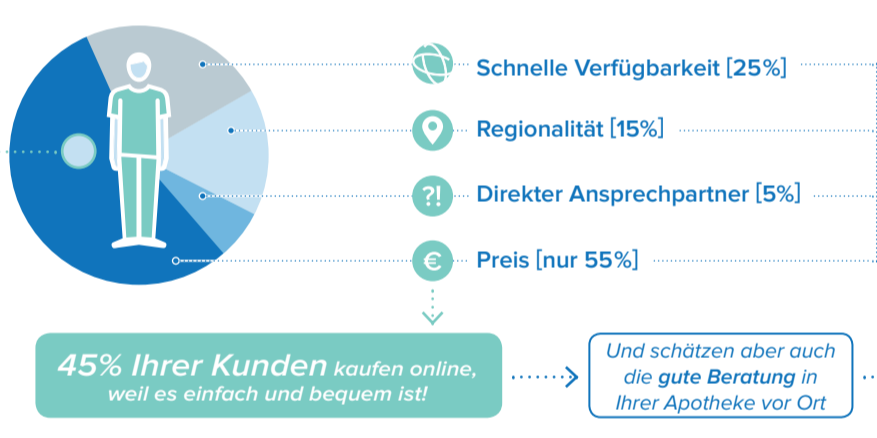 Schnelle Verfügbarkeit [25%]
Regionalität [15%]
?!
Direkter Ansprechpartner [5%]
€
Preis [nur 55%]
45% Ihrer Kunden kaufen online,
weil es einfach und bequem ist!
Und schätzen aber auch
die gute Beratung in
Ihrer Apotheke vor Ort